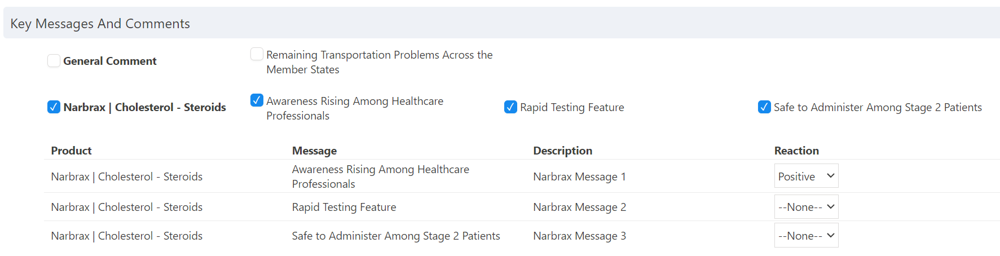 Key Messages And Comments
General Comment
Remaining Transportation Problems Across the
Member States
Narbrax | Cholesterol - Steroids
Awareness Rising Among Healthcare
Professionals
Rapid Testing Feature
Safe to Administer Among Stage 2 Patients
Product Message Description Reaction
Narbrax | Cholesterol - Steroids
Awareness Rising Among Healthcare
Professionals
Narbrax Message 1
Positive
Narbrax | Cholesterol - Steroids Rapid Testing Feature Narbrax Message 2 --None--
Narbrax | Cholesterol - Steroids Safe to Administer Among Stage 2 Patients Narbrax Message 3 --None--